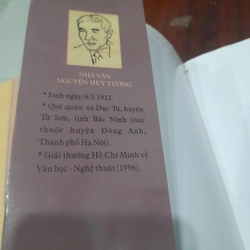 NHÀ VĂN
NGUYỄN HUY TƯỞNG
* Sinh ngày: 6.5.1912.
* Quê quán: xã Dục Tú, huyện
Từ Sơn, tỉnh Bắc Ninh (nay
thuộc huyện Đông Anh,
Thành phố Hà Nội).
* Giải thưởng Hồ Chí Minh về
Văn học - Nghệ thuật (1996).